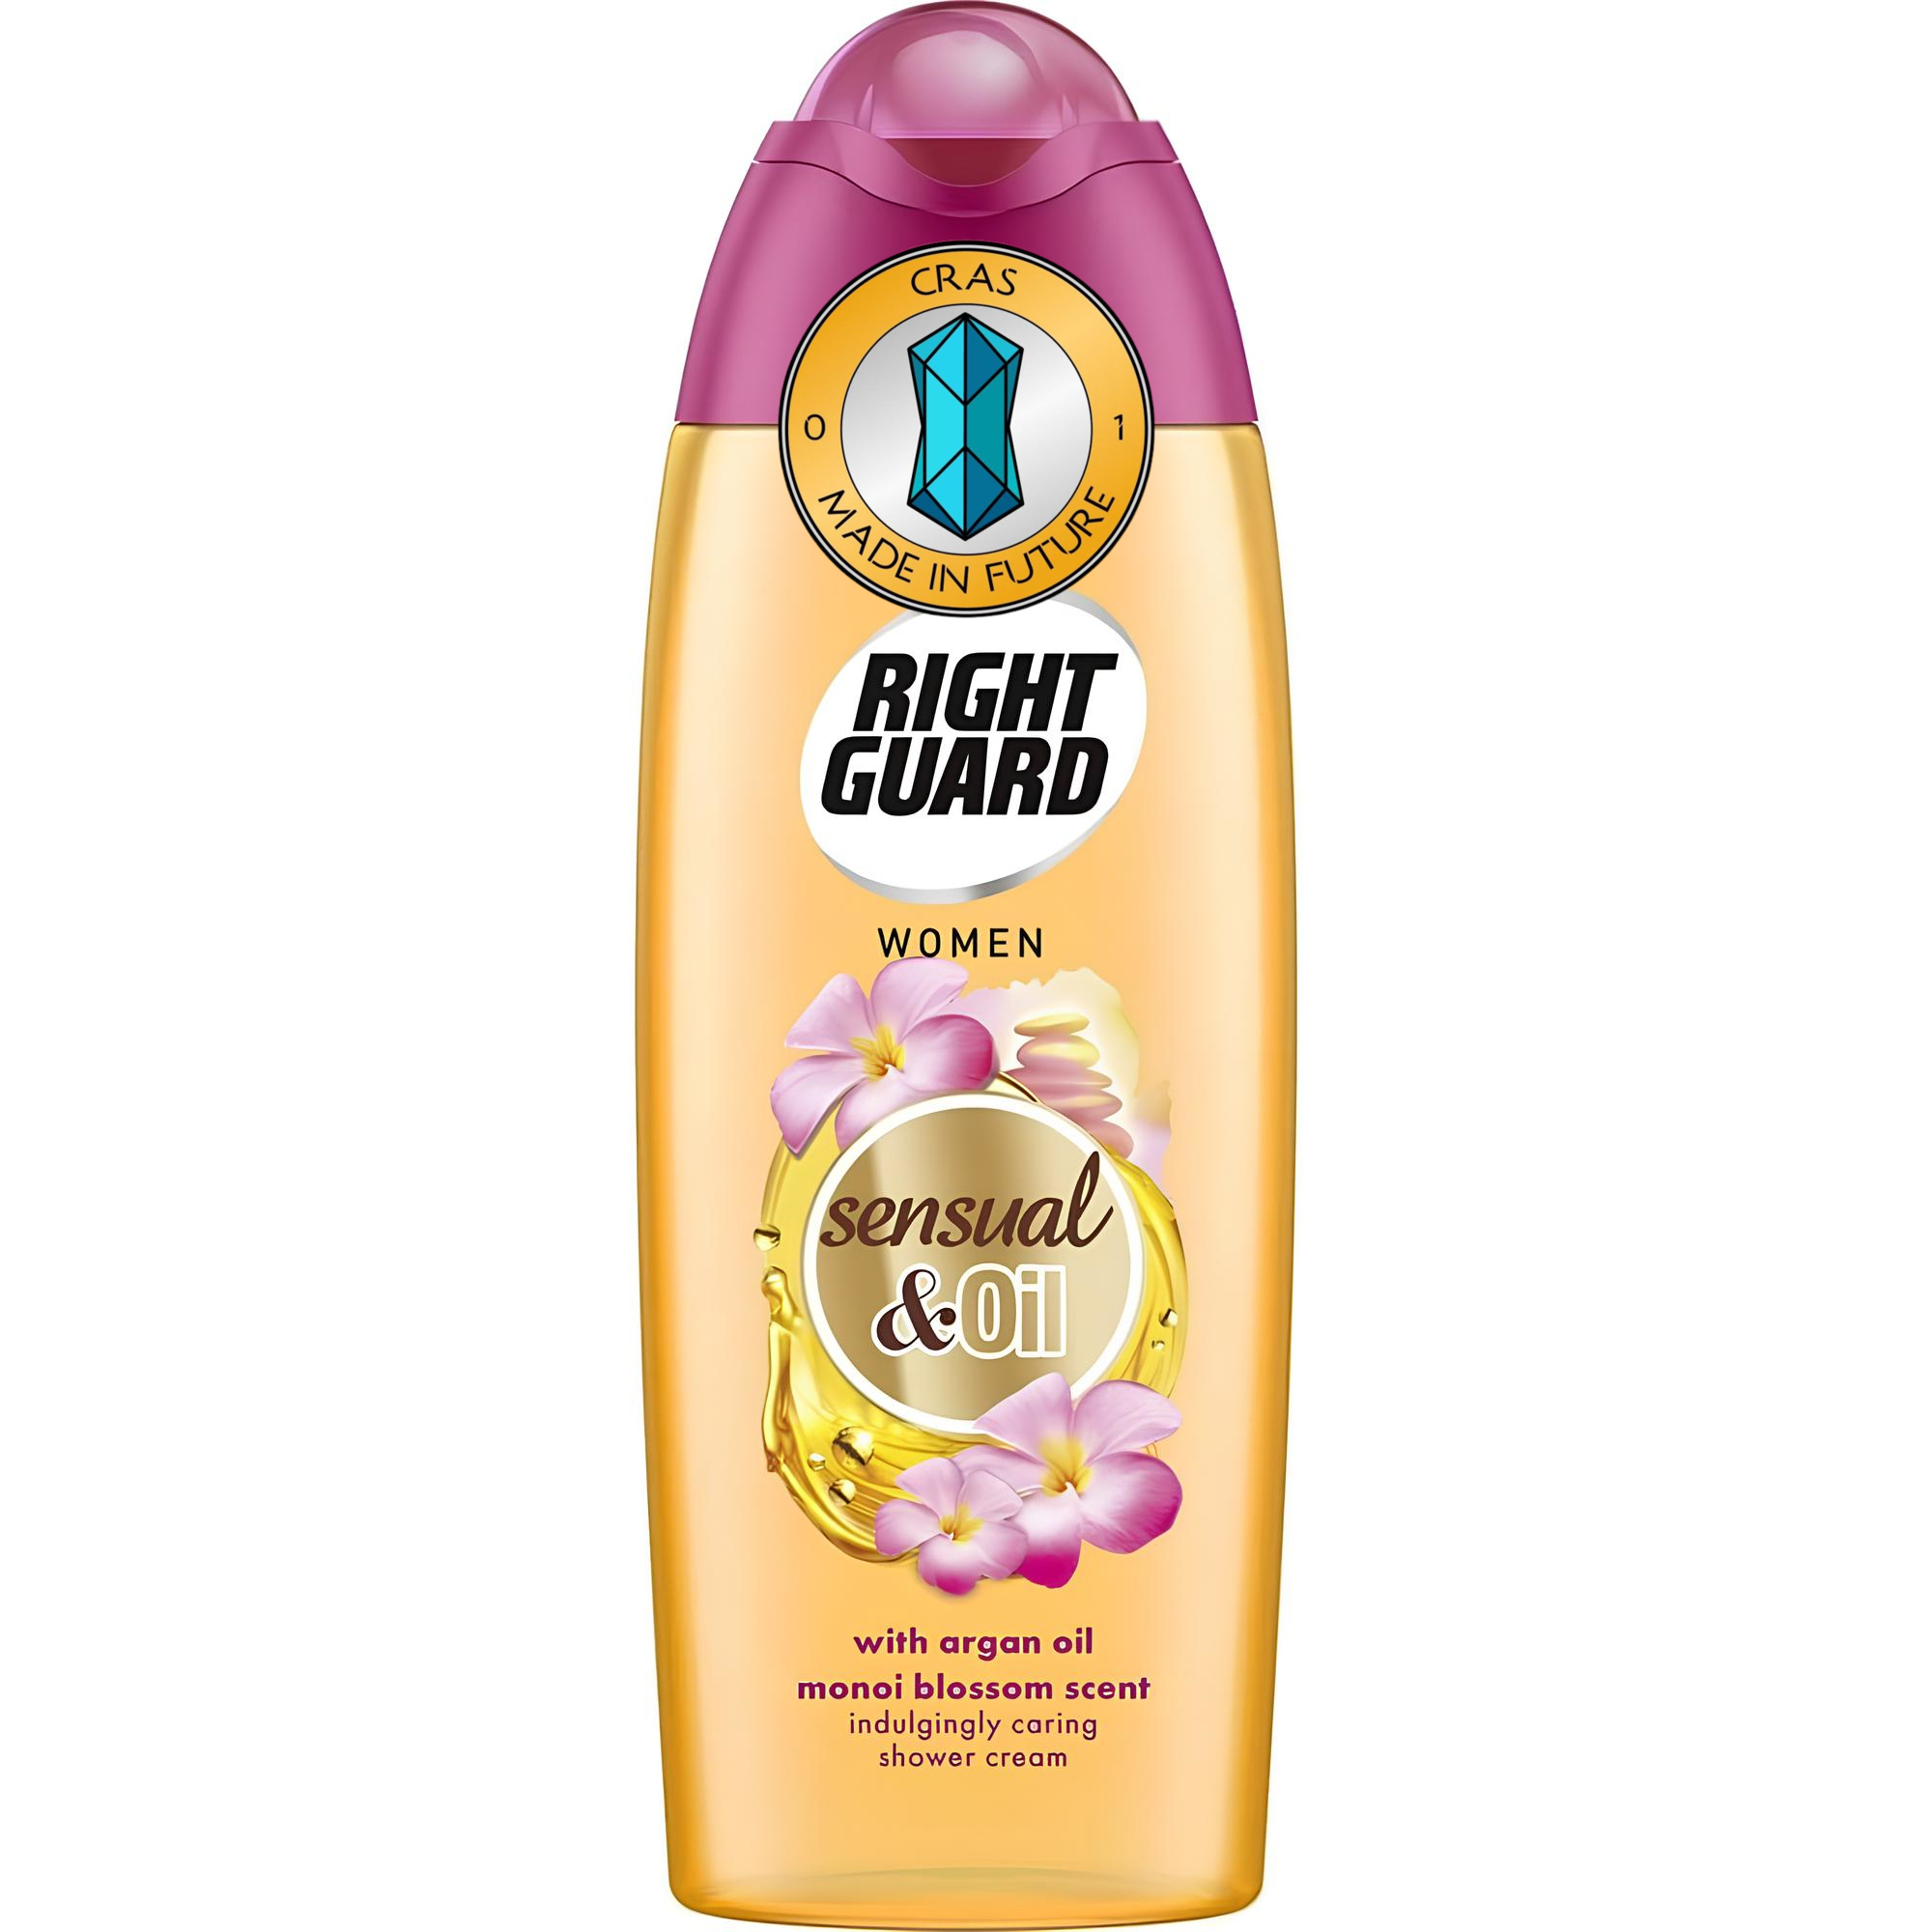 CRAS
0 1
MADE IN FUTURE
RIGHT
GUARD
WOMEN
sensual
&Oil
with argan oil
monoi blossom scent
indulgingly caring
shower cream